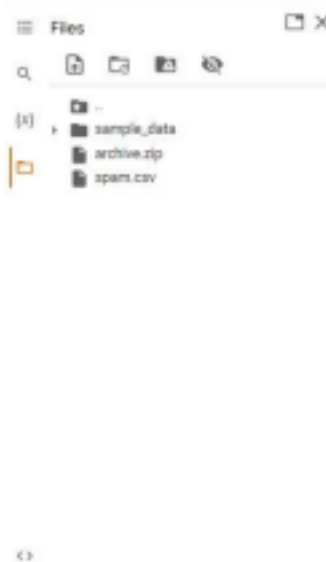 Files
{x}
..
sample_data
archive.zip
spam.csv
<>